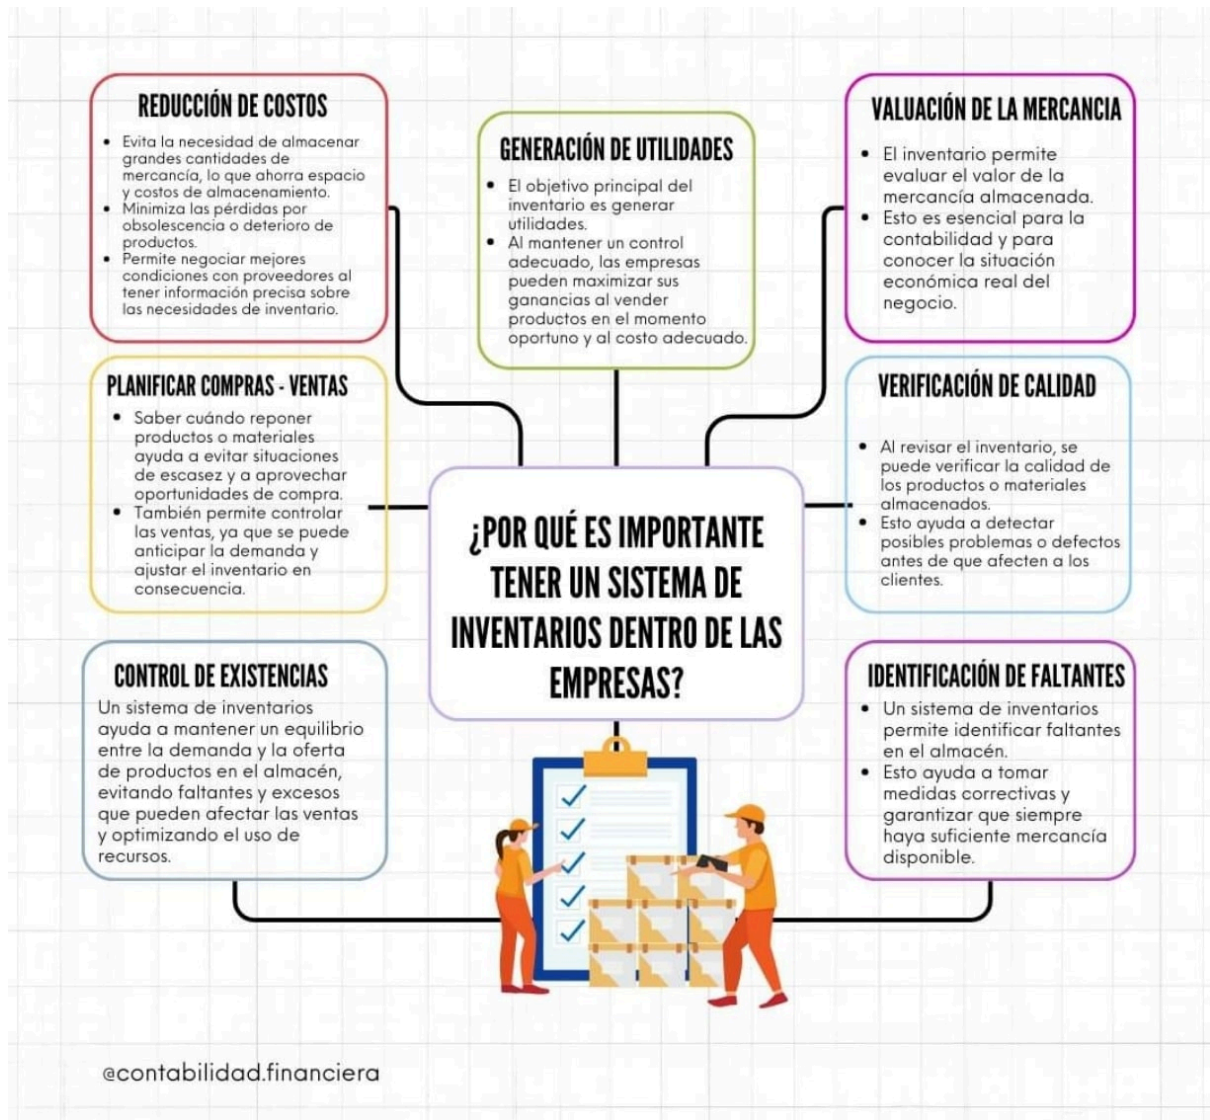 REDUCCIÓN DE COSTOS
• Evita la necesidad de almacenar
grandes cantidades de
mercancía, lo que ahorra espacio
y costos de almacenamiento.
• Minimiza las pérdidas por
obsolescencia o deterioro de
productos.
• Permite negociar mejores
condiciones con proveedores al
tener información precisa sobre
las necesidades de inventario.
GENERACIÓN DE UTILIDADES
• El objetivo principal del
inventario es generar
utilidades.
• Al mantener un control
adecuado, las empresas
pueden maximizar sus
ganancias al vender
productos en el momento
oportuno y al costo adecuado.
VALUACIÓN DE LA MERCANCIA
• El inventario permite
evaluar el valor de la
mercancía almacenada.
• Esto es esencial para la
contabilidad y para
conocer la situación
económica real del
negocio.
PLANIFICAR COMPRAS - VENTAS
• Saber cuándo reponer
productos o materiales
ayuda a evitar situaciones
de escasez y a aprovechar
oportunidades de compra.
• También permite controlar
las ventas, ya que se puede
anticipar la demanda y
ajustar el inventario en
consecuencia.
¿POR QUÉ ES IMPORTANTE
TENER UN SISTEMA DE
INVENTARIOS DENTRO DE LAS
EMPRESAS?
VERIFICACIÓN DE CALIDAD
• Al revisar el inventario, se
puede verificar la calidad de
los productos o materiales
almacenados.
• Esto ayuda a detectar
posibles problemas o defectos
antes de que afecten a los
clientes.
CONTROL DE EXISTENCIAS
Un sistema de inventarios
ayuda a mantener un equilibrio
entre la demanda y la oferta
de productos en el almacén,
evitando faltantes y excesos
que pueden afectar las ventas
y optimizando el uso de
recursos.
IDENTIFICACIÓN DE FALTANTES
• Un sistema de inventarios
permite identificar faltantes
en el almacén.
• Esto ayuda a tomar
medidas correctivas y
garantizar que siempre
haya suficiente mercancía
disponible.
@contabilidad.financiera